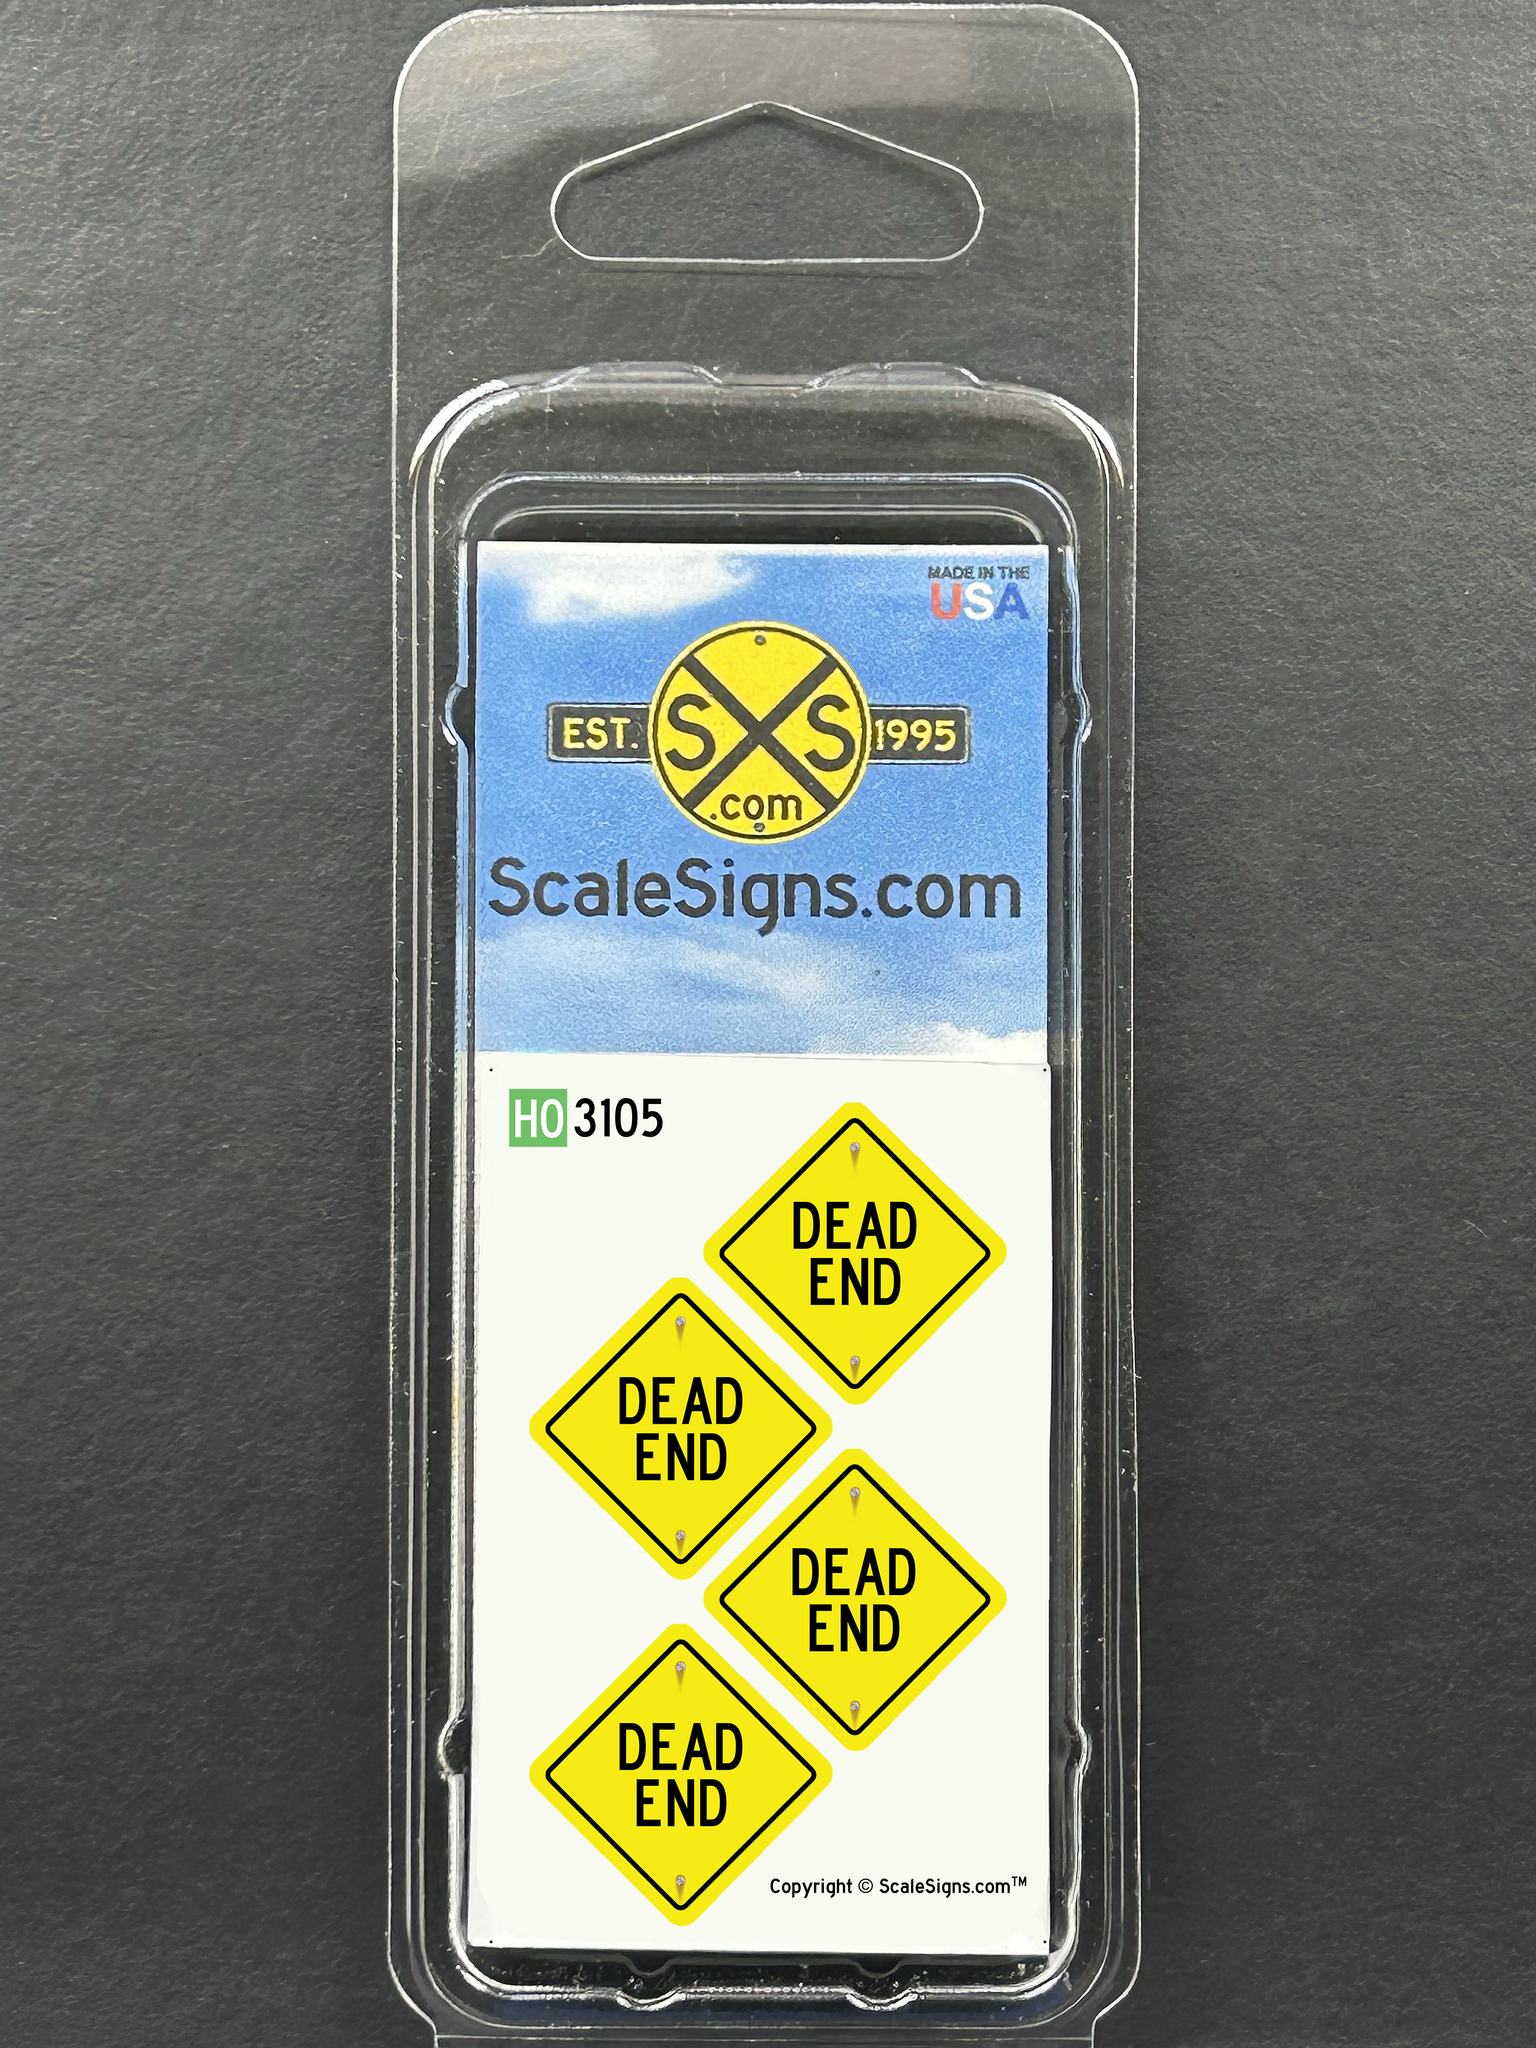 MADE IN THE
USA
EST. S S 1995
.com
ScaleSigns.com
HO 3105
DEAD
END
DEAD
END
DEAD
END
DEAD
END
Copyright © ScaleSigns.com™